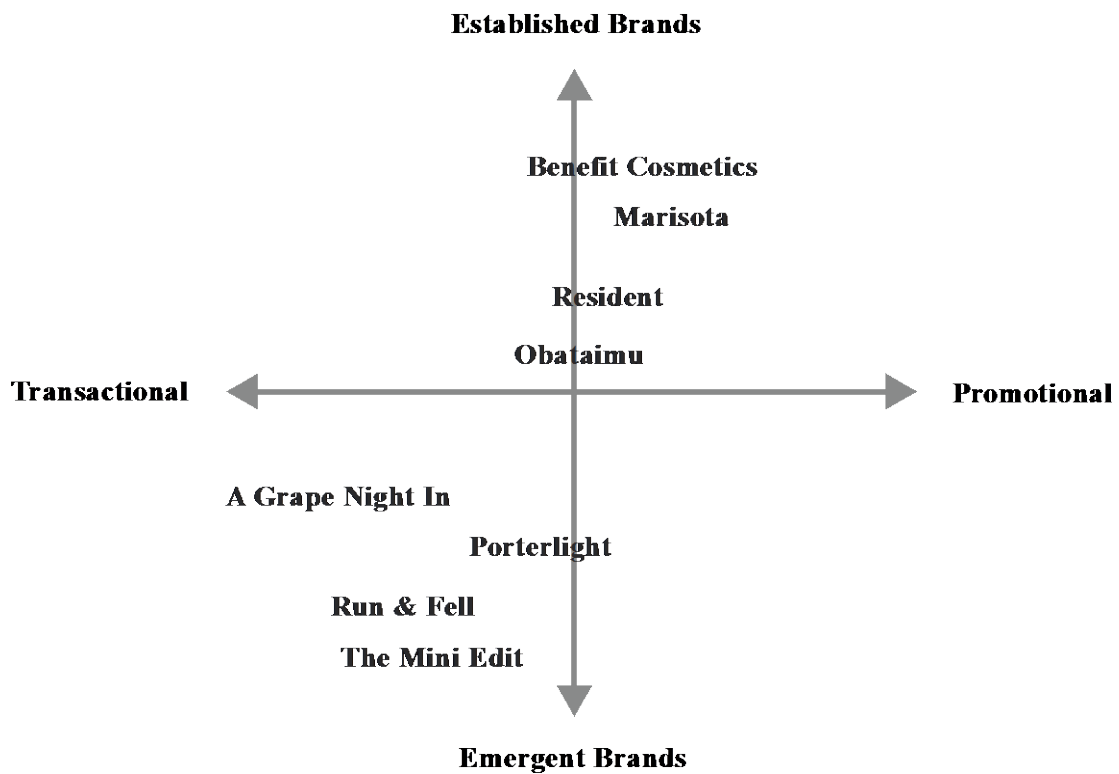 Established Brands
Benefit Cosmetics
Marisota
Resident
Obataimu
Transactional
Promotional
A Grape Night In
Porterlight
Run & Fell
The Mini Edit
Emergent Brands